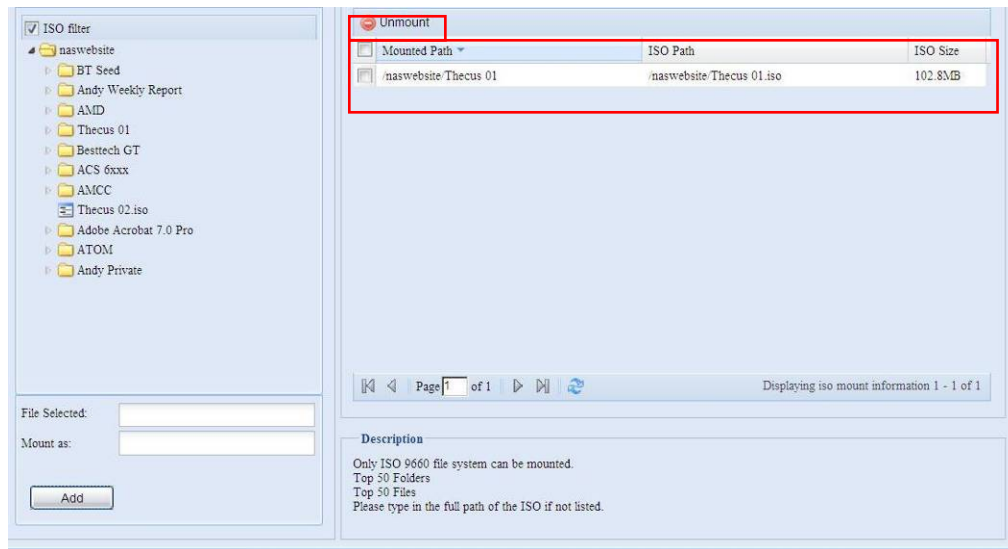 ISO filter
naswebsite
BT Seed
Andy Weekly Report
AMD
Thecus 01
Besttech GT
ACS 6xxx
AMCC
Thecus 02.iso
Adobe Acrobat 7.0 Pro
ATOM
Andy Private
File Selected:
Mount as:
Add
Unmount
Mounted Path ISO Path ISO Size
/naswebsite/Thecus 01 /naswebsite/Thecus 01.iso 102.8MB
Page 1 of 1 Displaying iso mount information 1 - 1 of 1
Description
Only ISO 9660 file system can be mounted.
Top 50 Folders
Top 50 Files
Please type in the full path of the ISO if not listed.